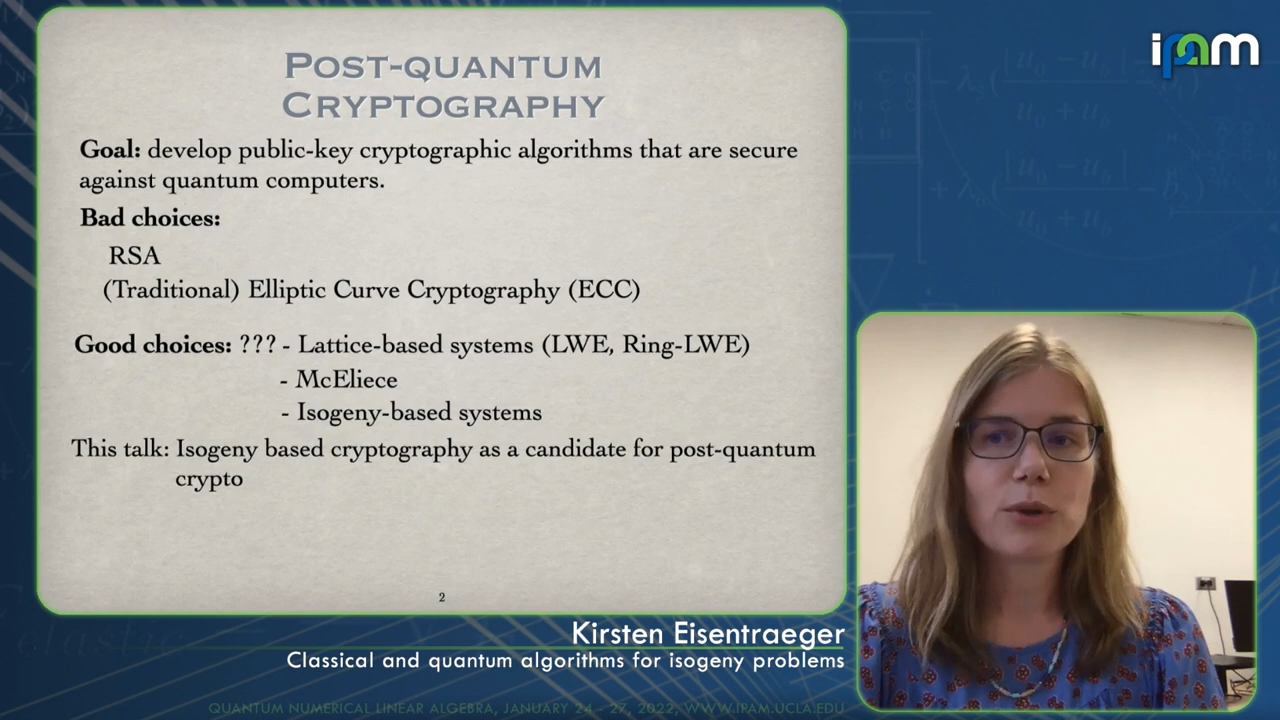 POST-QUANTUM
CRYPTOGRAPHY
Goal: develop public-key cryptographic algorithms that are secure
against quantum computers.
Bad choices:
RSA
(Traditional) Elliptic Curve Cryptography (ECC)
Good choices: ??? - Lattice-based systems (LWE, Ring-LWE)
- McEliece
- Isogeny-based systems
This talk: Isogeny based cryptography as a candidate for post-quantum
crypto
2
ipam
Kirsten Eisentraeger
Classical and quantum algorithms for isogeny problems
QUANTUM NUMERICAL LINEAR ALGEBRA, JANUARY 24 - 27, 2022, WWW.IPAM.UCLA.EDU